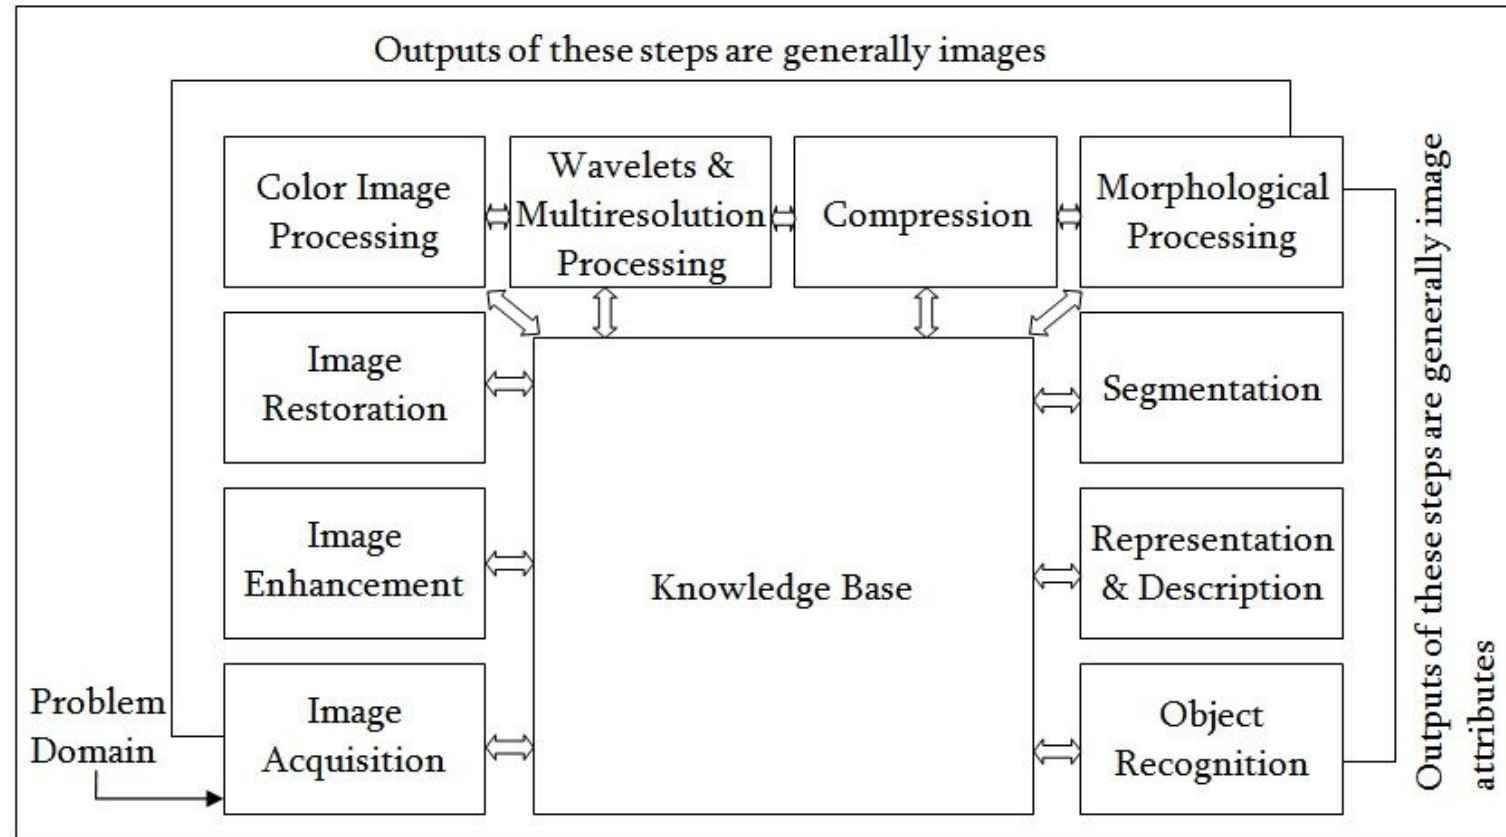 Outputs of these steps are generally images
Color Image
Processing
Wavelets &
Multiresolution
Processing
Compression
Morphological
Processing
Image
Restoration
Segmentation
Image
Enhancement
Knowledge Base
Representation
& Description
Problem
Domain
Image
Acquisition
Object
Recognition
Outputs of these steps are generally image
attributes